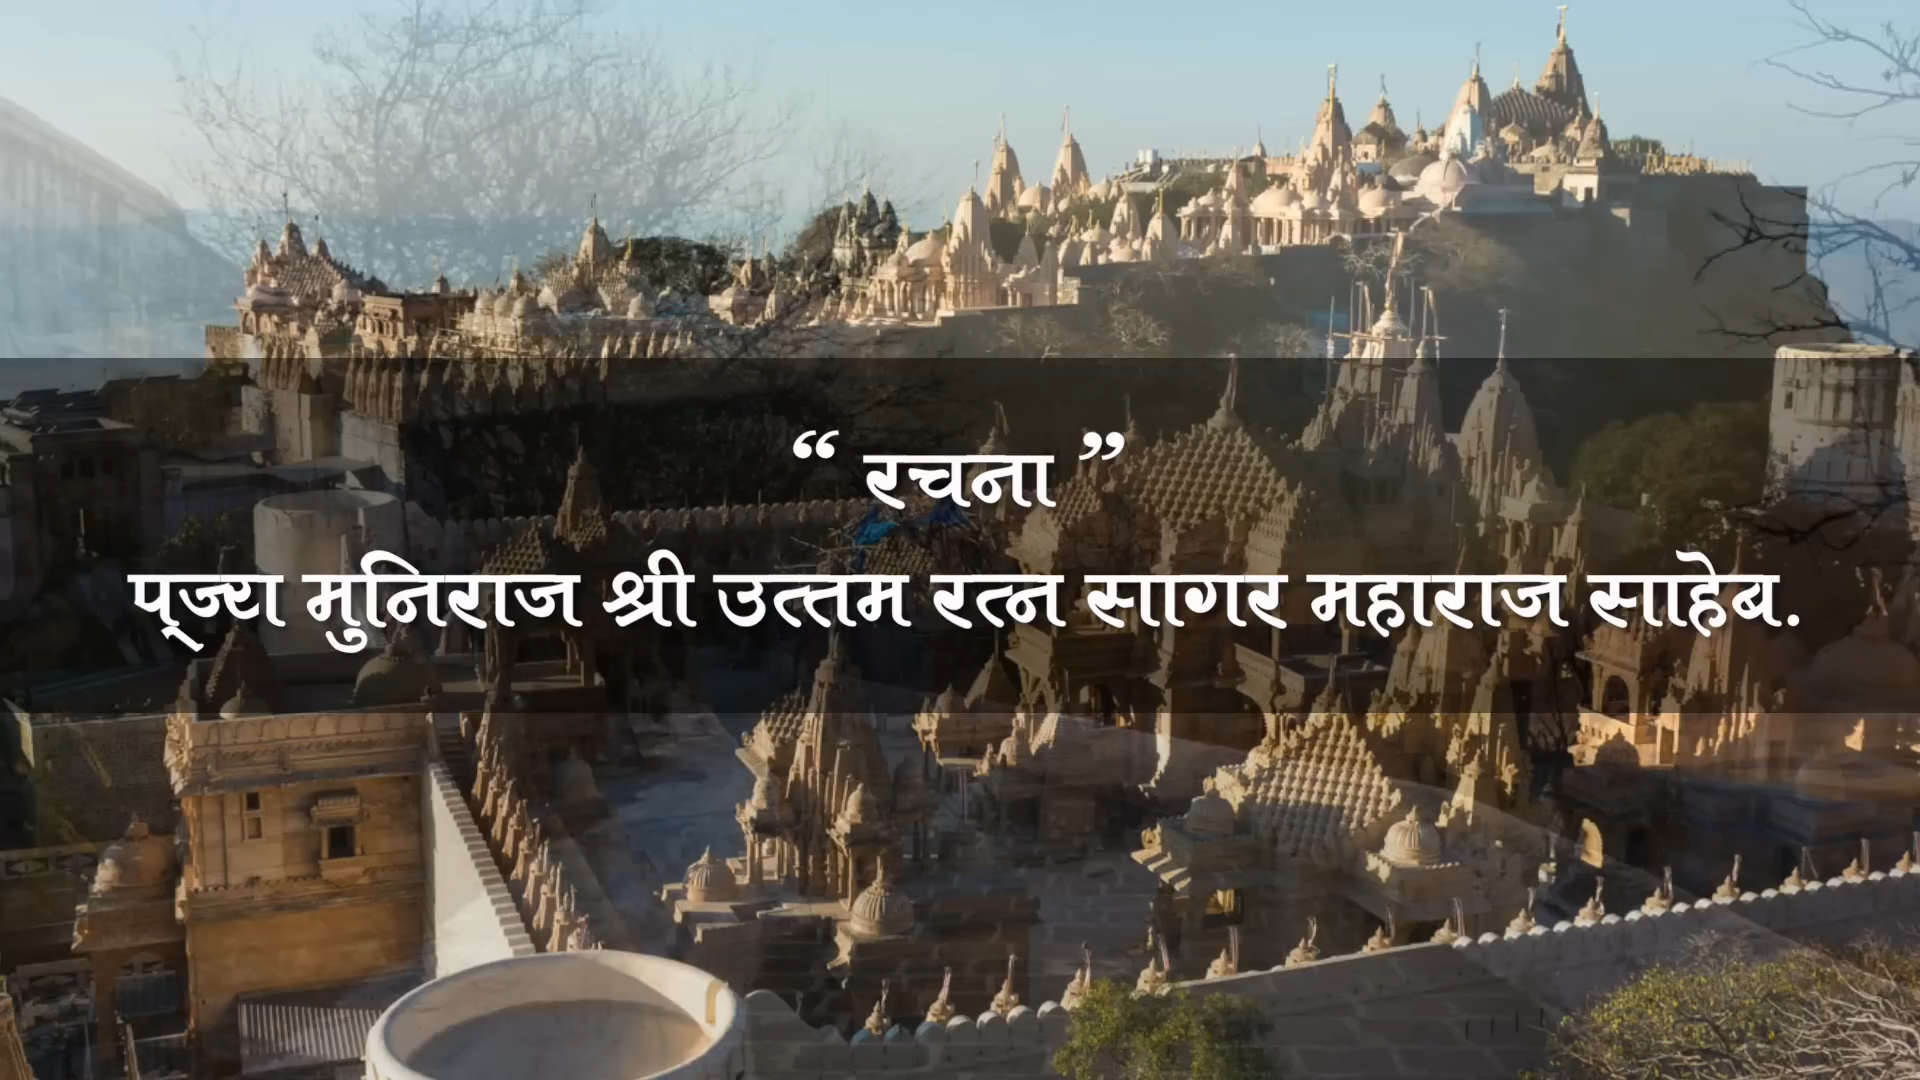 “ रचना ”
पूज्य मुनिराज श्री उत्तम रत्न सागर महाराज साहेब.